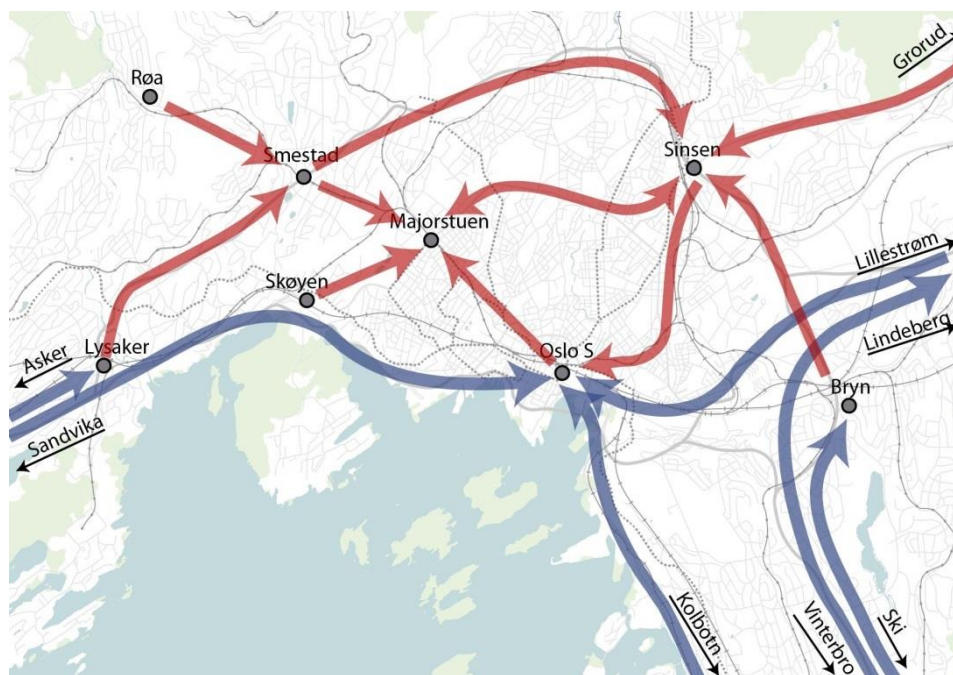 Grorud
Røa
Smestad
Sinsen
Majorstuen
Lillestrøm
Skøyen
Lindeberg
Asker
Lysaker
Oslo S
Bryn
Sandvika
Kolbotn
Vinterbro
Ski